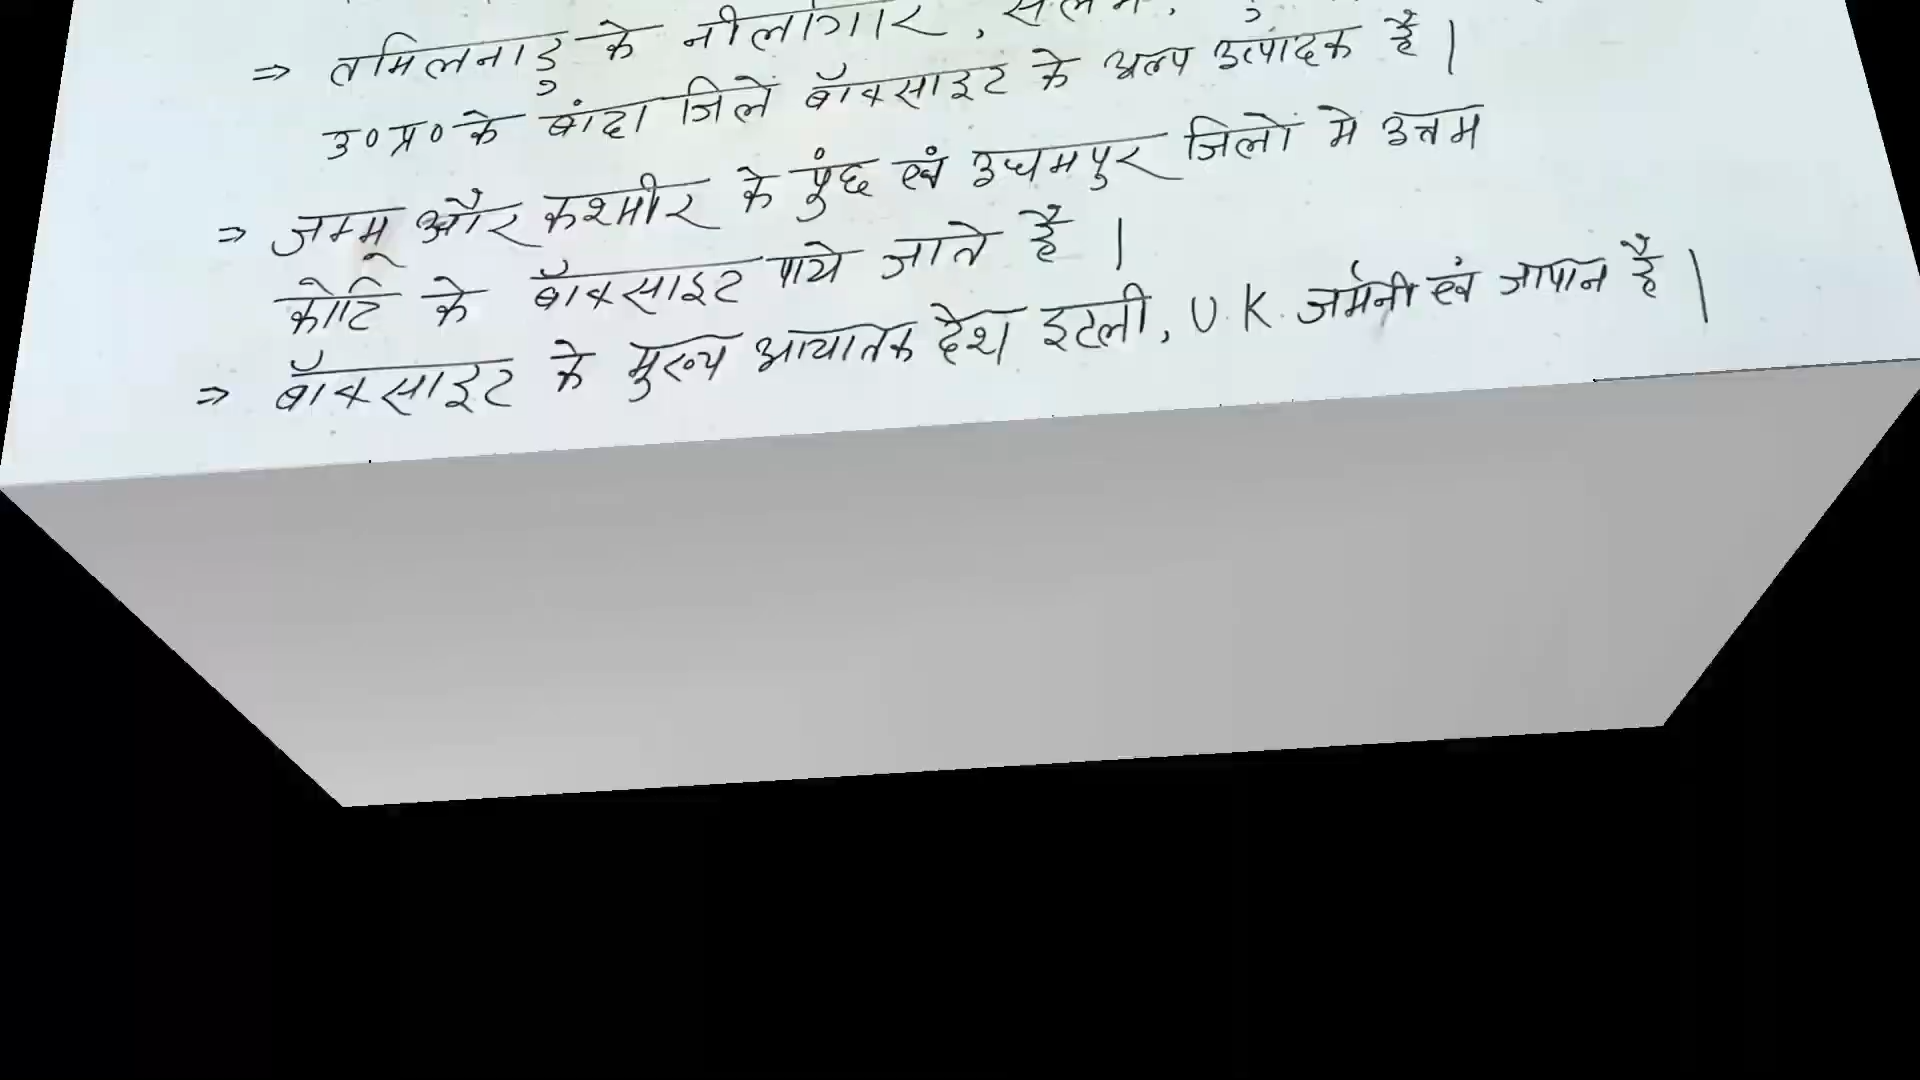 ⇒ तमिलनाडु के नीलगिरि,
उ०प्र० के बांदा जिले बॉक्साइट के अल्प उत्पादक है।
⇒ जम्मू और कश्मीर के पुंछ एवं उधमपुर जिलों मे उत्तम
कोटि के बॉक्साइट पाये जाते है।
⇒ बॉक्साइट के मुख्य आयातक देश इटली, U.K. जर्मनी एवं जापान है।